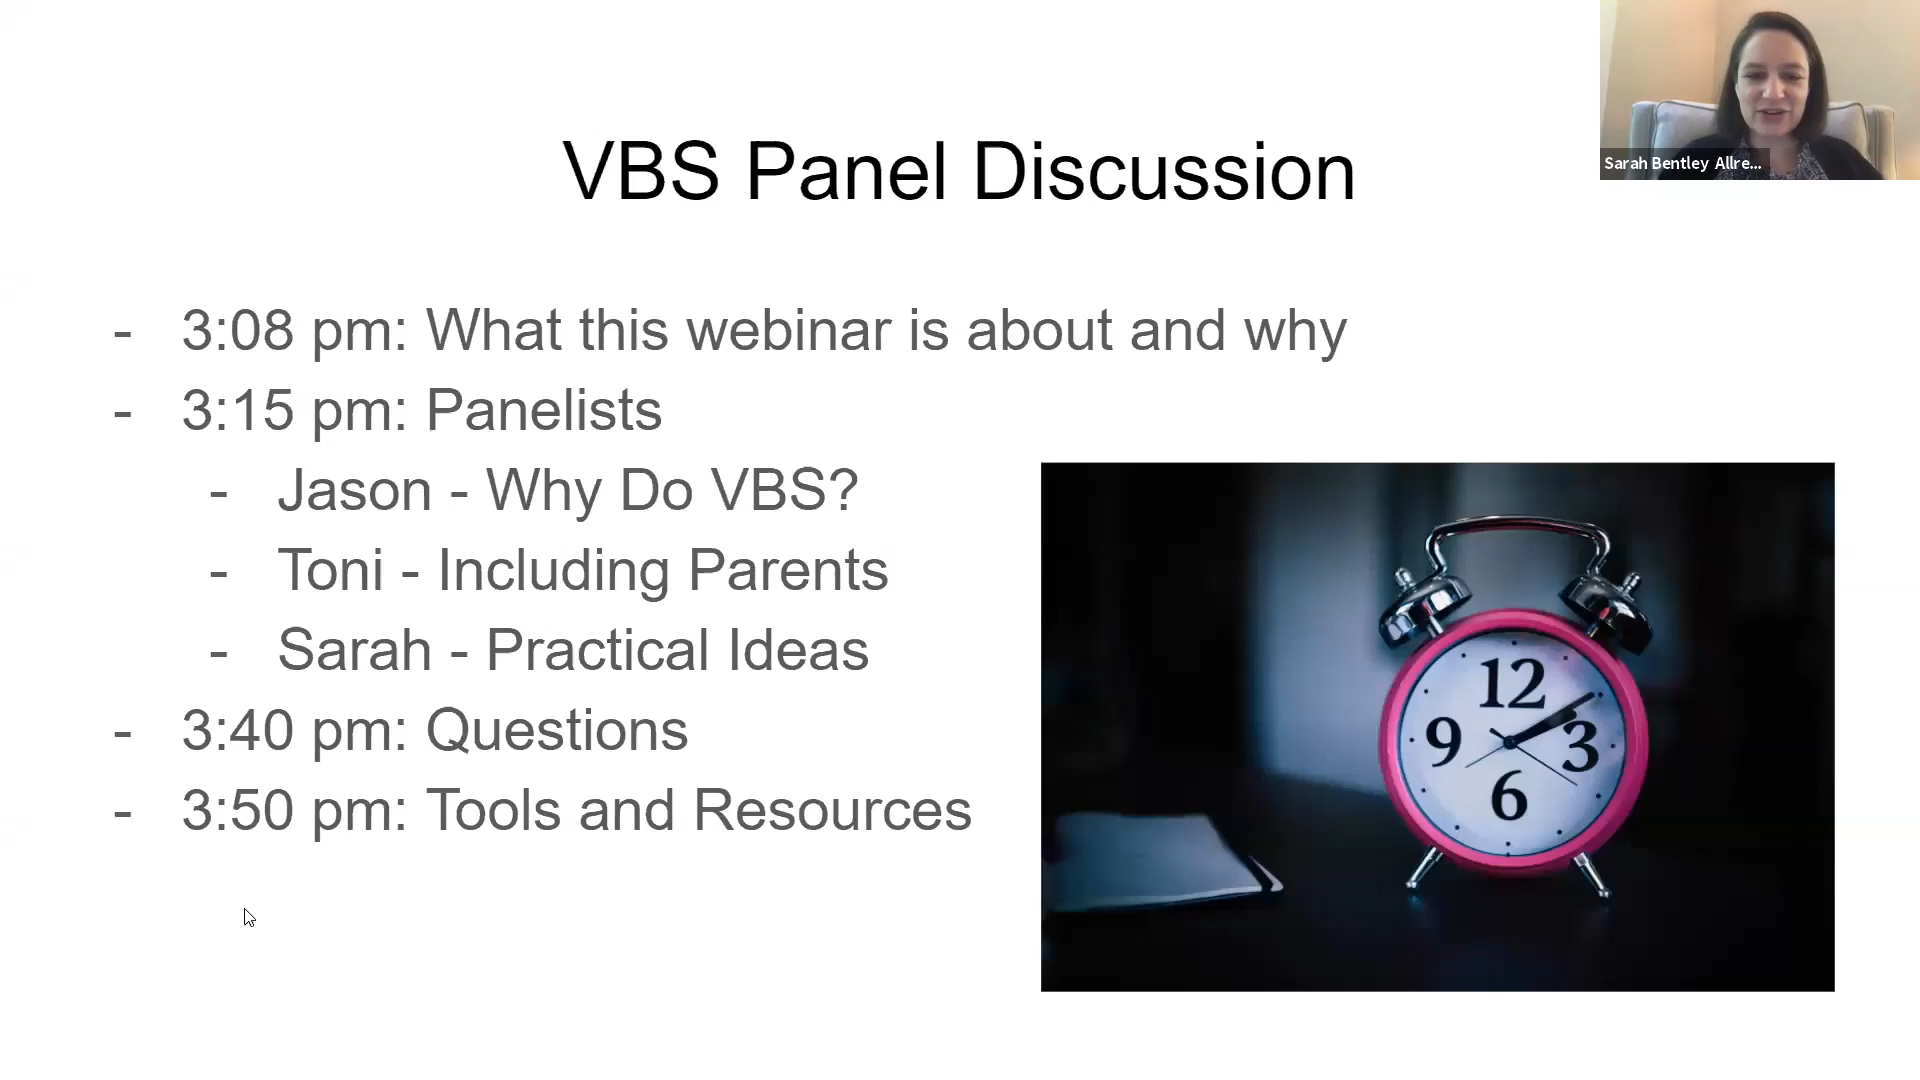 VBS Panel Discussion
Sarah Bentley Allre...
- 3:08 pm: What this webinar is about and why
- 3:15 pm: Panelists
- Jason - Why Do VBS?
- Toni - Including Parents
- Sarah - Practical Ideas
- 3:40 pm: Questions
- 3:50 pm: Tools and Resources
12
9
3
6